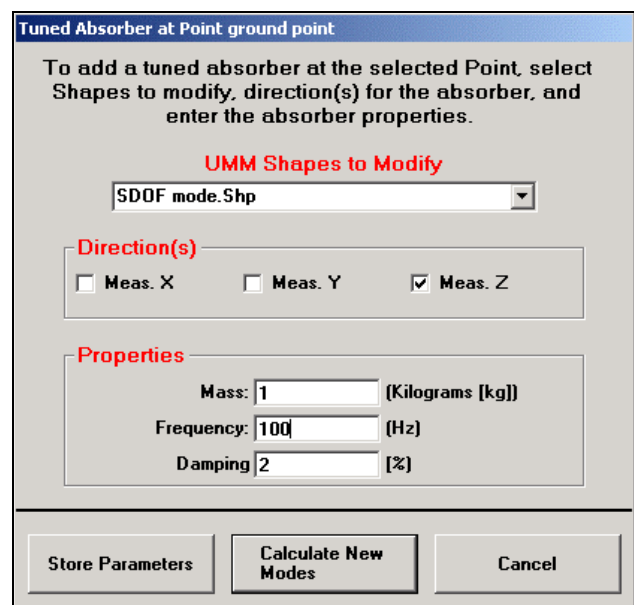 Tuned Absorber at Point ground point
To add a tuned absorber at the selected Point, select
Shapes to modify, direction(s) for the absorber, and
enter the absorber properties.
UMM Shapes to Modify
SDOF mode.Shp
Direction(s)
Meas. X Meas. Y Meas. Z
Properties
Mass: 1 (Kilograms [kg])
Frequency: 100 (Hz)
Damping 2 (%)
Store Parameters Calculate New Modes Cancel